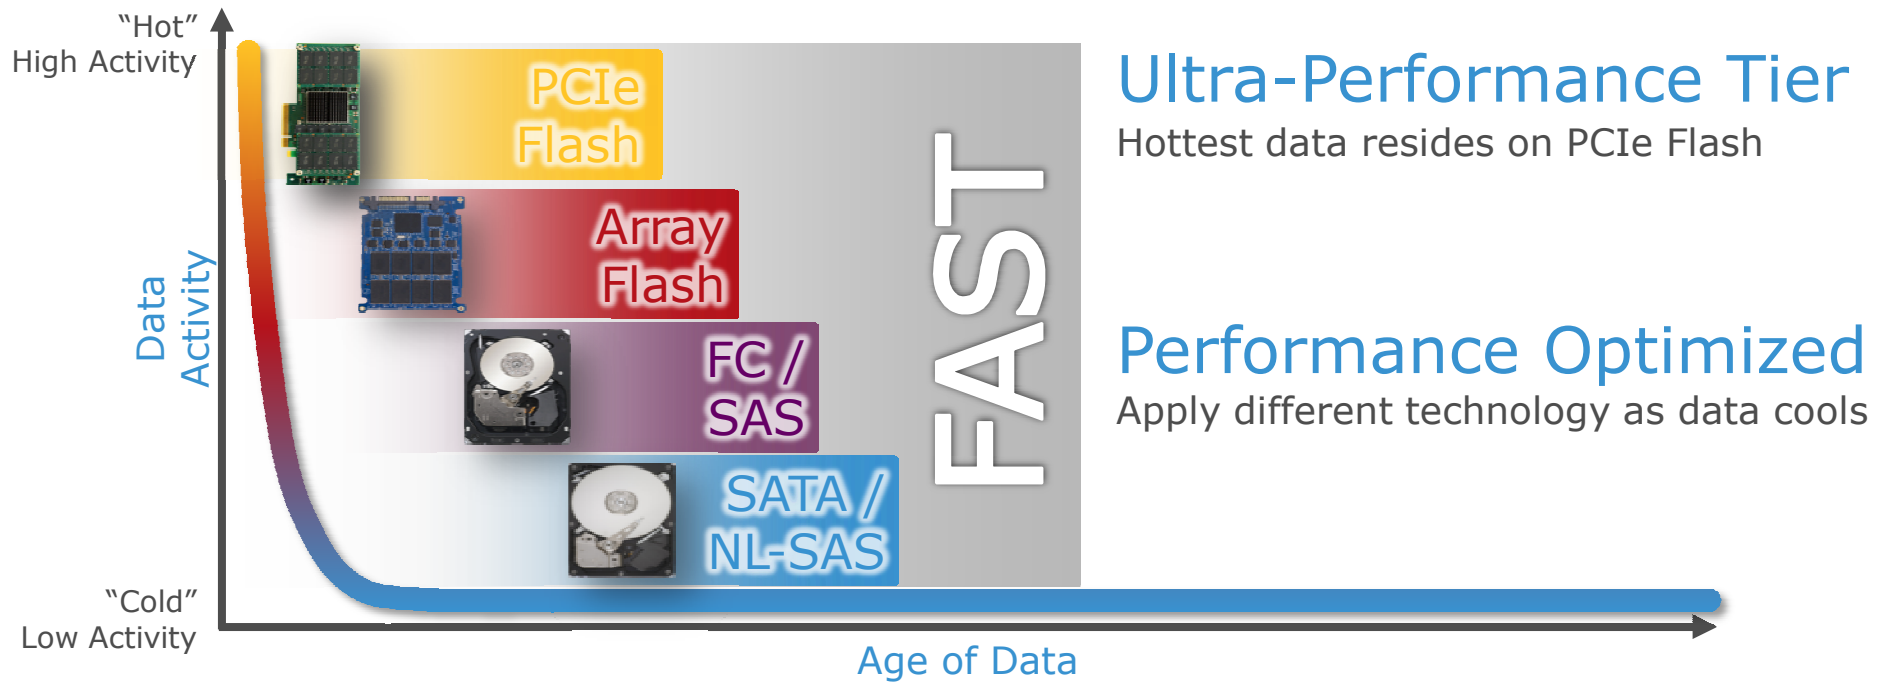 “Hot”
High Activity
PCIe
Flash
Array
Flash
FC /
SAS
SATA /
NL-SAS
FAST
Ultra-Performance Tier
Hottest data resides on PCIe Flash
Performance Optimized
Apply different technology as data cools
Data
Activity
“Cold”
Low Activity
Age of Data